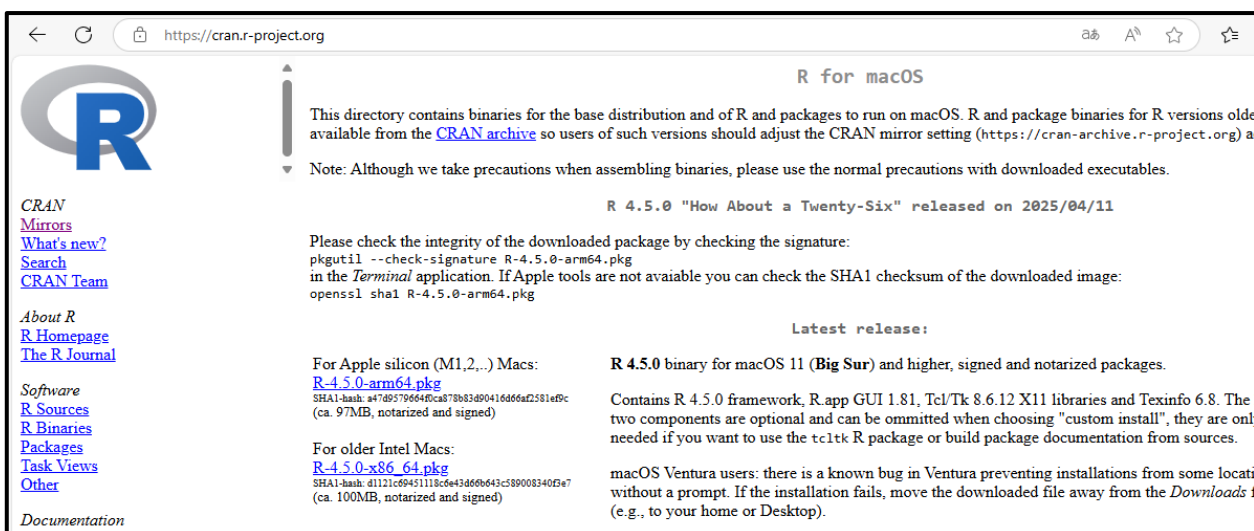 https://cran.r-project.org
R
CRAN
Mirrors
What's new?
Search
CRAN Team
About R
R Homepage
The R Journal
Software
R Sources
R Binaries
Packages
Task Views
Other
Documentation
R for macOS
This directory contains binaries for the base distribution and of R and packages to run on macOS. R and package binaries for R versions olde
available from the CRAN archive so users of such versions should adjust the CRAN mirror setting (https://cran-archive.r-project.org) a
Note: Although we take precautions when assembling binaries, please use the normal precautions with downloaded executables.
R 4.5.0 "How About a Twenty-Six" released on 2025/04/11
Please check the integrity of the downloaded package by checking the signature:
pkgutil --check-signature R-4.5.0-arm64.pkg
in the Terminal application. If Apple tools are not avaiable you can check the SHA1 checksum of the downloaded image:
openssl sha1 R-4.5.0-arm64.pkg
Latest release:
For Apple silicon (M1,2,..) Macs:
R-4.5.0-arm64.pkg
SHA1-hash: a47d9579664f0ca878b83d90416d66af2581ef9c
(ca. 97MB, notarized and signed)
For older Intel Macs:
R-4.5.0-x86_64.pkg
SHA1-hash: d1121c69451118c6e43d66b643c589008340f3e7
(ca. 100MB, notarized and signed)
R 4.5.0 binary for macOS 11 (Big Sur) and higher, signed and notarized packages.
Contains R 4.5.0 framework, R.app GUI 1.81, Tcl/Tk 8.6.12 X11 libraries and Texinfo 6.8. The
two components are optional and can be ommitted when choosing "custom install", they are onl
needed if you want to use the tcltk R package or build package documentation from sources.
macOS Ventura users: there is a known bug in Ventura preventing installations from some locati
without a prompt. If the installation fails, move the downloaded file away from the Downloads f
(e.g., to your home or Desktop).